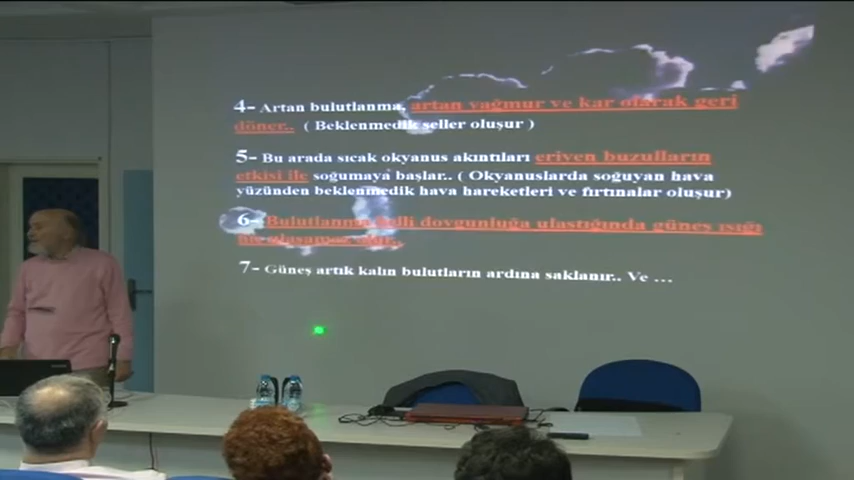 4- Artan bulutlanma, artan yağmur ve kar olarak geri
döner.. ( Beklenmedik seller oluşur )
5- Bu arada sıcak okyanus akıntıları eriyen buzulların
etkisi ile soğumaya başlar.. ( Okyanuslarda soğuyan hava
yüzünden beklenmedik hava hareketleri ve fırtınalar oluşur)
6- Bulutlanma belli doygunluğa ulaştığında güneş ışığı
olur..
7- Güneş artık kalın bulutların ardına saklanır.. Ve ...